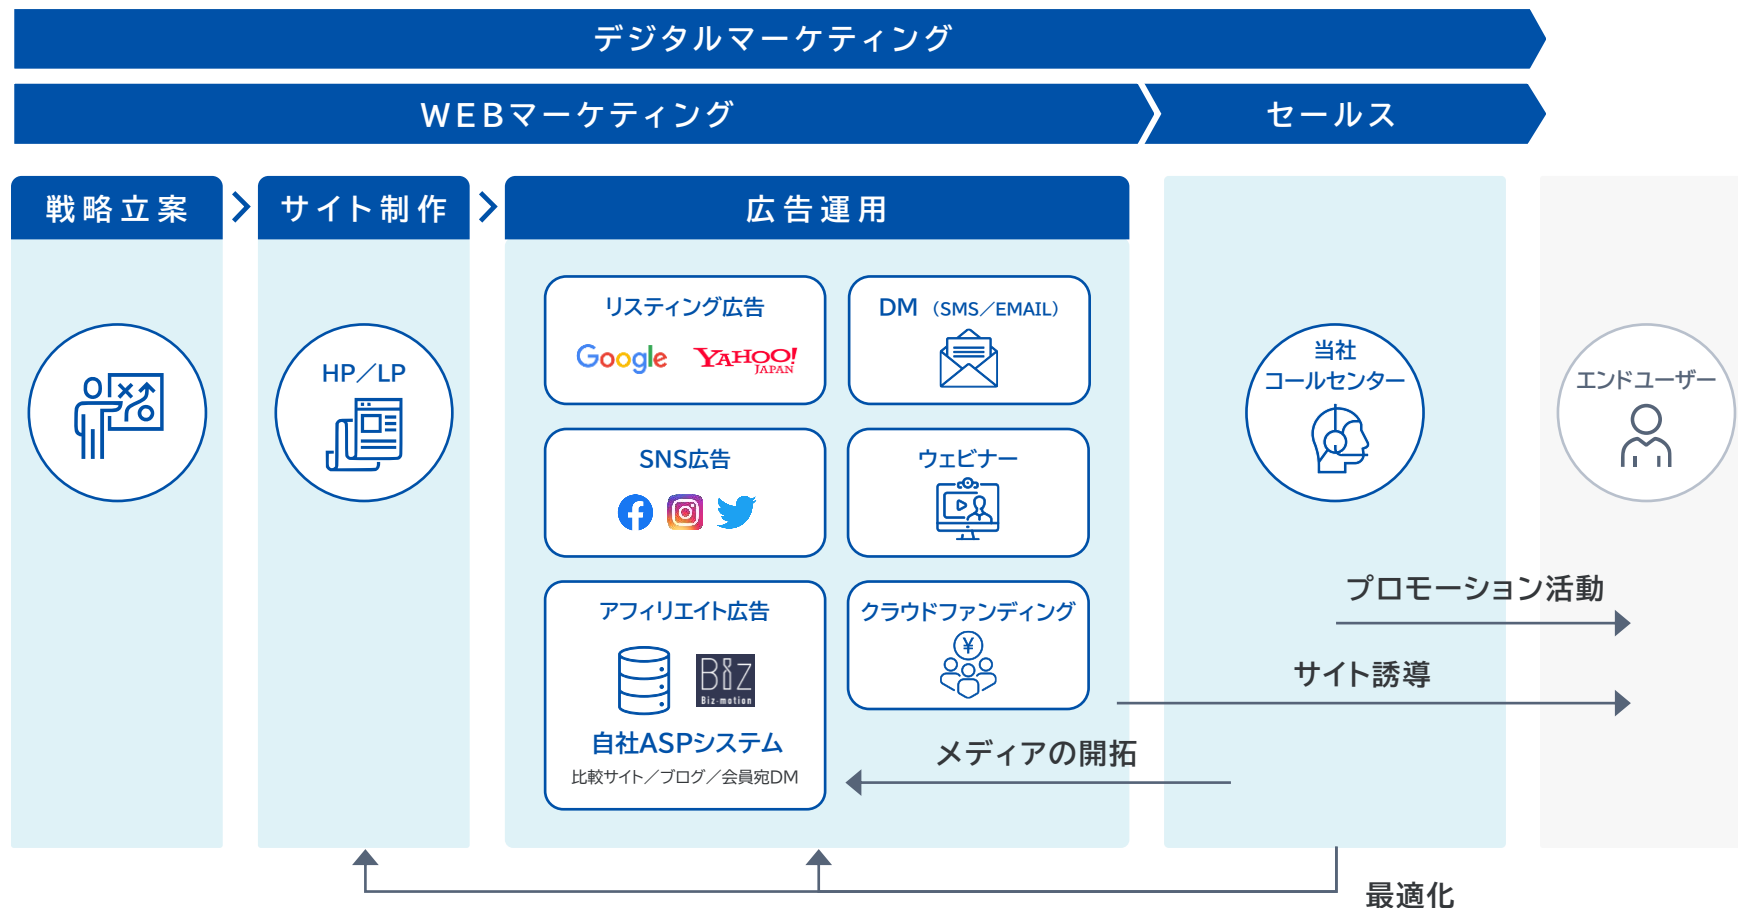 デジタルマーケティング
WEBマーケティング
セールス
戦略立案
サイト制作
広告運用
HP／LP
リスティング広告
Google
YAHOO!
JAPAN
DM（SMS／EMAIL）
SNS広告
ウェビナー
アフィリエイト広告
BIZ
Biz-motion
自社ASPシステム
比較サイト／ブログ／会員宛DM
クラウドファンディング
¥
当社
コールセンター
エンドユーザー
プロモーション活動
サイト誘導
メディアの開拓
最適化